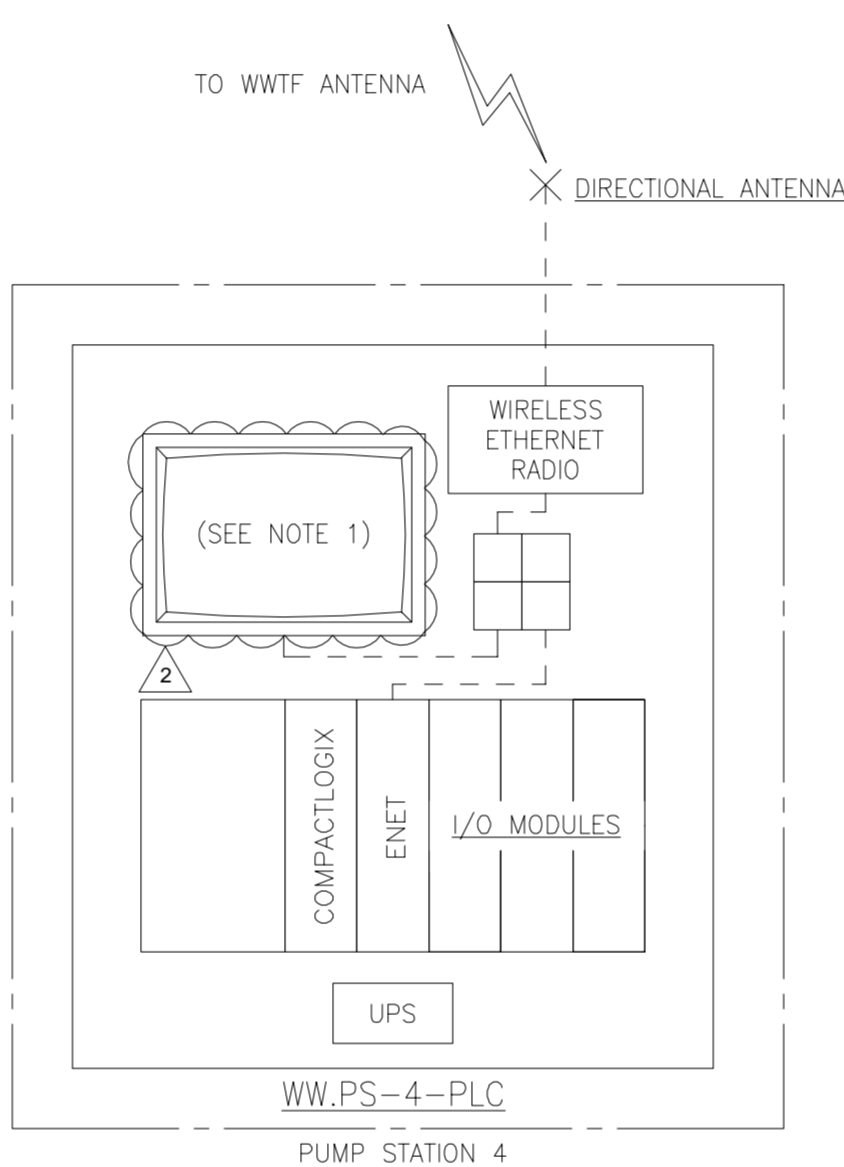 TO WWTF ANTENNA
DIRECTIONAL ANTENNA
WIRELESS
ETHERNET
RADIO
(SEE NOTE 1)
2
COMPACTLOGIX
ENET
I/O MODULES
UPS
WW.PS-4-PLC
PUMP STATION 4